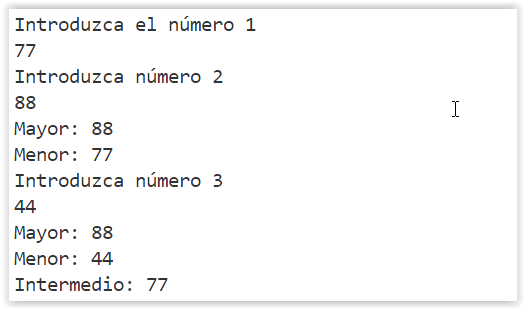 Introduzca el número 1
77
Introduzca número 2
88
Mayor: 88
Menor: 77
Introduzca número 3
44
Mayor: 88
Menor: 44
Intermedio: 77